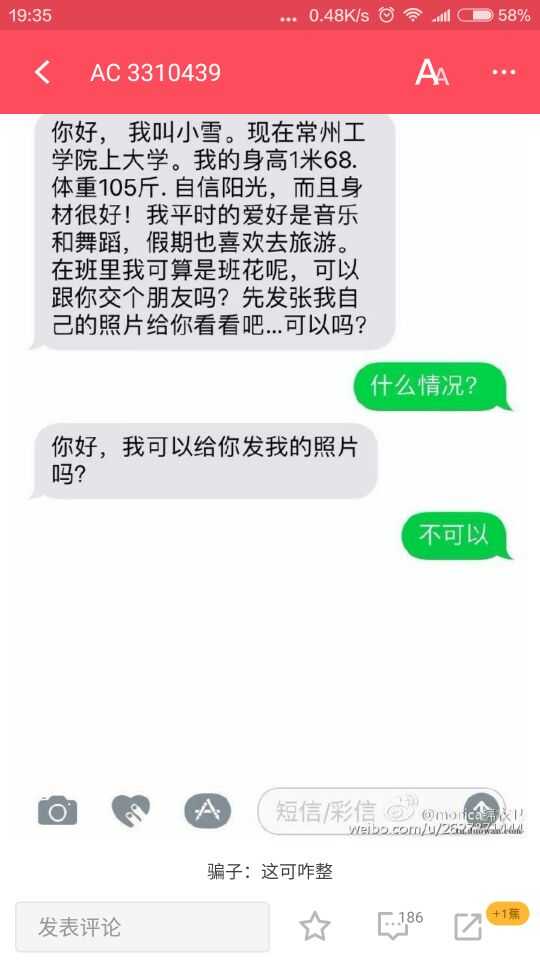 19:35
... 0.48K/s 58%
AC 3310439
AA
你好， 我叫小雪。现在常州工
学院上大学。我的身高1米68.
体重105斤. 自信阳光，而且身
材很好！我平时的爱好是音乐
和舞蹈，假期也喜欢去旅游。
在班里我可算是班花呢，可以
跟你交个朋友吗？先发张我自
己的照片给你看看吧...可以吗？
什么情况？
你好，我可以给你发我的照片
吗？
不可以
短信/彩信
骗子：这可咋整
发表评论
186
+1蕉